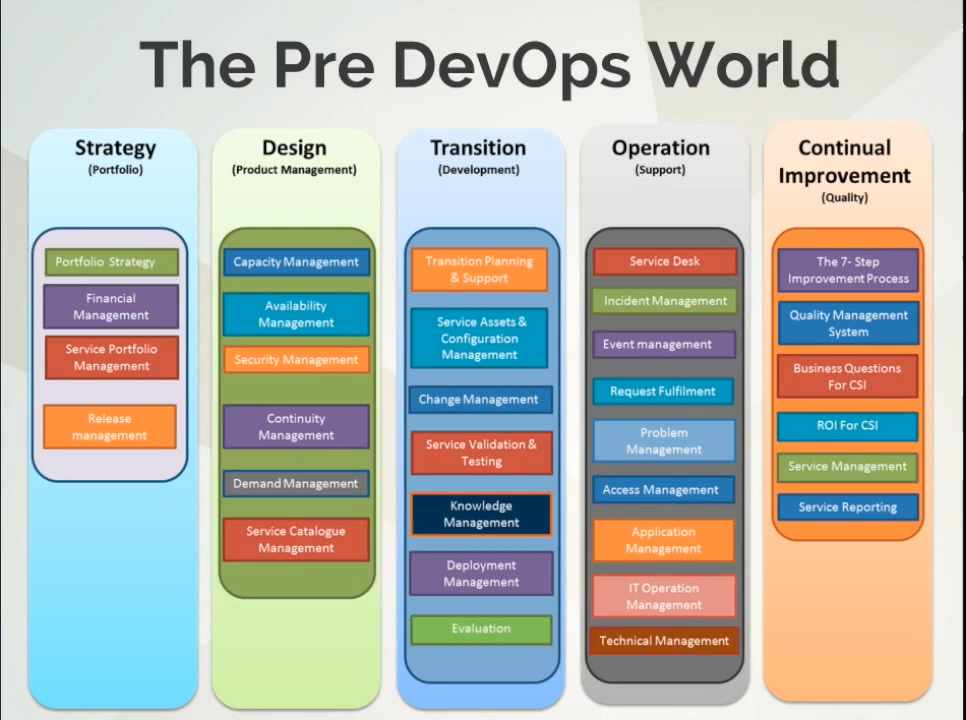 The Pre DevOps World
Strategy
(Portfolio)
Portfolio Strategy
Financial
Management
Service Portfolio
Management
Release
management
Design
(Product Management)
Capacity Management
Availability
Management
Security Management
Continuity
Management
Demand Management
Service Catalogue
Management
Transition
(Development)
Transition Planning
& Support
Service Assets &
Configuration
Management
Change Management
Service Validation &
Testing
Knowledge
Management
Deployment
Management
Evaluation
Operation
(Support)
Service Desk
Incident Management
Event management
Request Fulfilment
Problem
Management
Access Management
Application
Management
IT Operation
Management
Technical Management
Continual
Improvement
(Quality)
The 7- Step
Improvement Process
Quality Management
System
Business Questions
For CSI
ROI For CSI
Service Management
Service Reporting